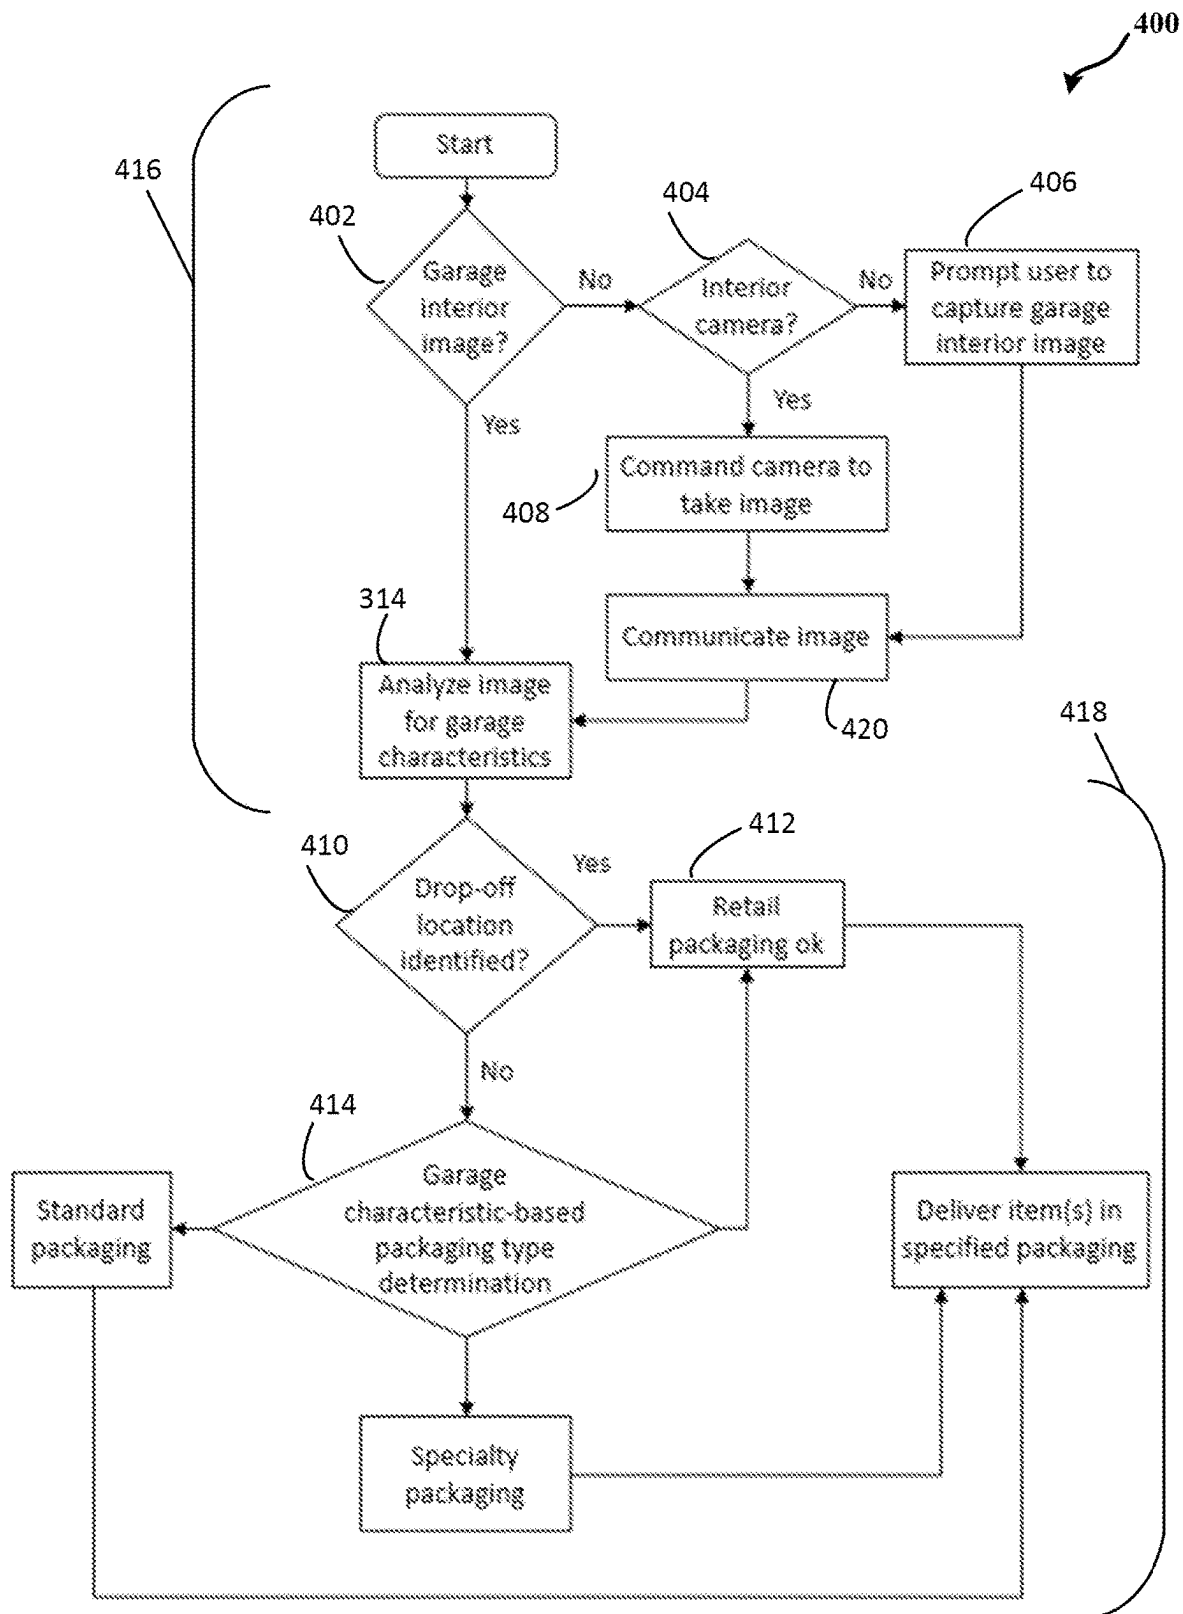 400
416
Start
402
404
406
Garage
interior
image?
No
Interior
camera?
No
Prompt user to
capture garage
interior image
Yes
Yes
408
Command camera to
take image
314
Communicate image
420
Analyze image
for garage
characteristics
418
410
Drop-off
location
identified?
Yes
412
Retail
packaging ok
No
414
Garage
characteristic-based
packaging type
determination
Standard
packaging
Deliver item(s) in
specified packaging
Specialty
packaging